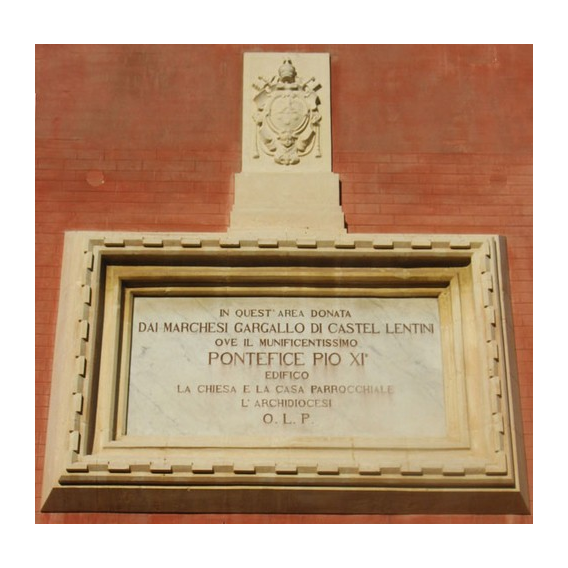 IN QUEST' AREA DONATA
DAI MARCHESI GARGALLO DI CASTEL LENTINI
OVE IL MUNIFICENTISSIMO
PONTEFICE PIO XI°
EDIFICO
LA CHIESA E LA CASA PARROCCHIALE
L' ARCHIDIOCESI
O. L. P.